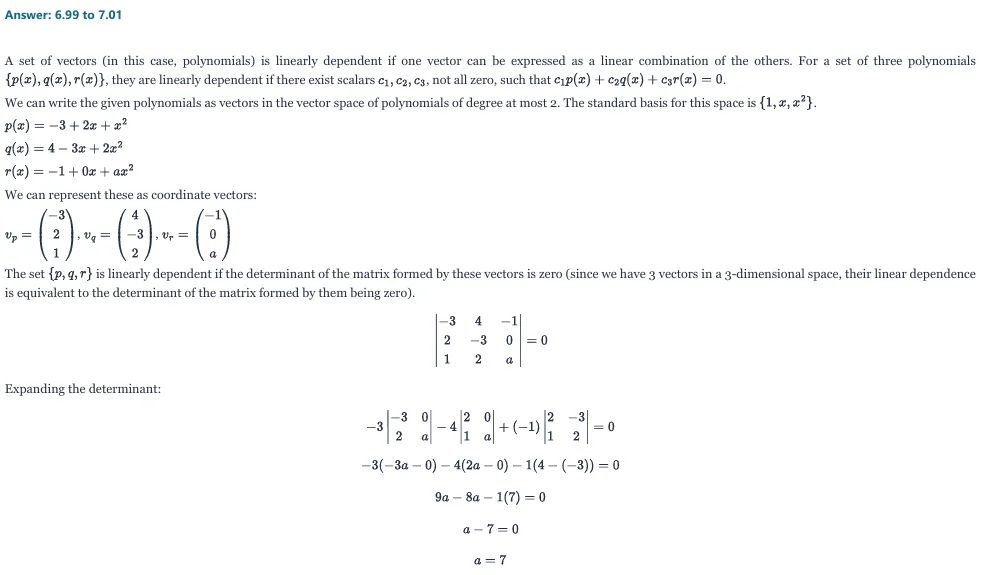 Answer: 6.99 to 7.01
A set of vectors (in this case, polynomials) is linearly dependent if one vector can be expressed as a linear combination of the others. For a set of three polynomials
{p(x), q(x), r(x)}, they are linearly dependent if there exist scalars c₁, c₂, c₃, not all zero, such that c₁p(x) + c₂q(x) + c₃r(x) = 0.
We can write the given polynomials as vectors in the vector space of polynomials of degree at most 2. The standard basis for this space is {1, x, x²}.
p(x) = −3 + 2x + x²
q(x) = 4 − 3x + 2x²
r(x) = −1 + 0x + ax²
We can represent these as coordinate vectors:
vₚ = (−3 2 1), v_q = (4 −3 2), vᵣ = (−1 0 a)
The set {p, q, r} is linearly dependent if the determinant of the matrix formed by these vectors is zero (since we have 3 vectors in a 3-dimensional space, their linear dependence
is equivalent to the determinant of the matrix formed by them being zero).
|−3 4 −1|
|2 −3 0| = 0
|1 2 a|
Expanding the determinant:
−3 |−3 0; 2 a| − 4 |2 0; 1 a| + (−1) |2 −3; 1 2| = 0
−3(−3a − 0) − 4(2a − 0) − 1(4 − (−3)) = 0
9a − 8a − 1(7) = 0
a − 7 = 0
a = 7